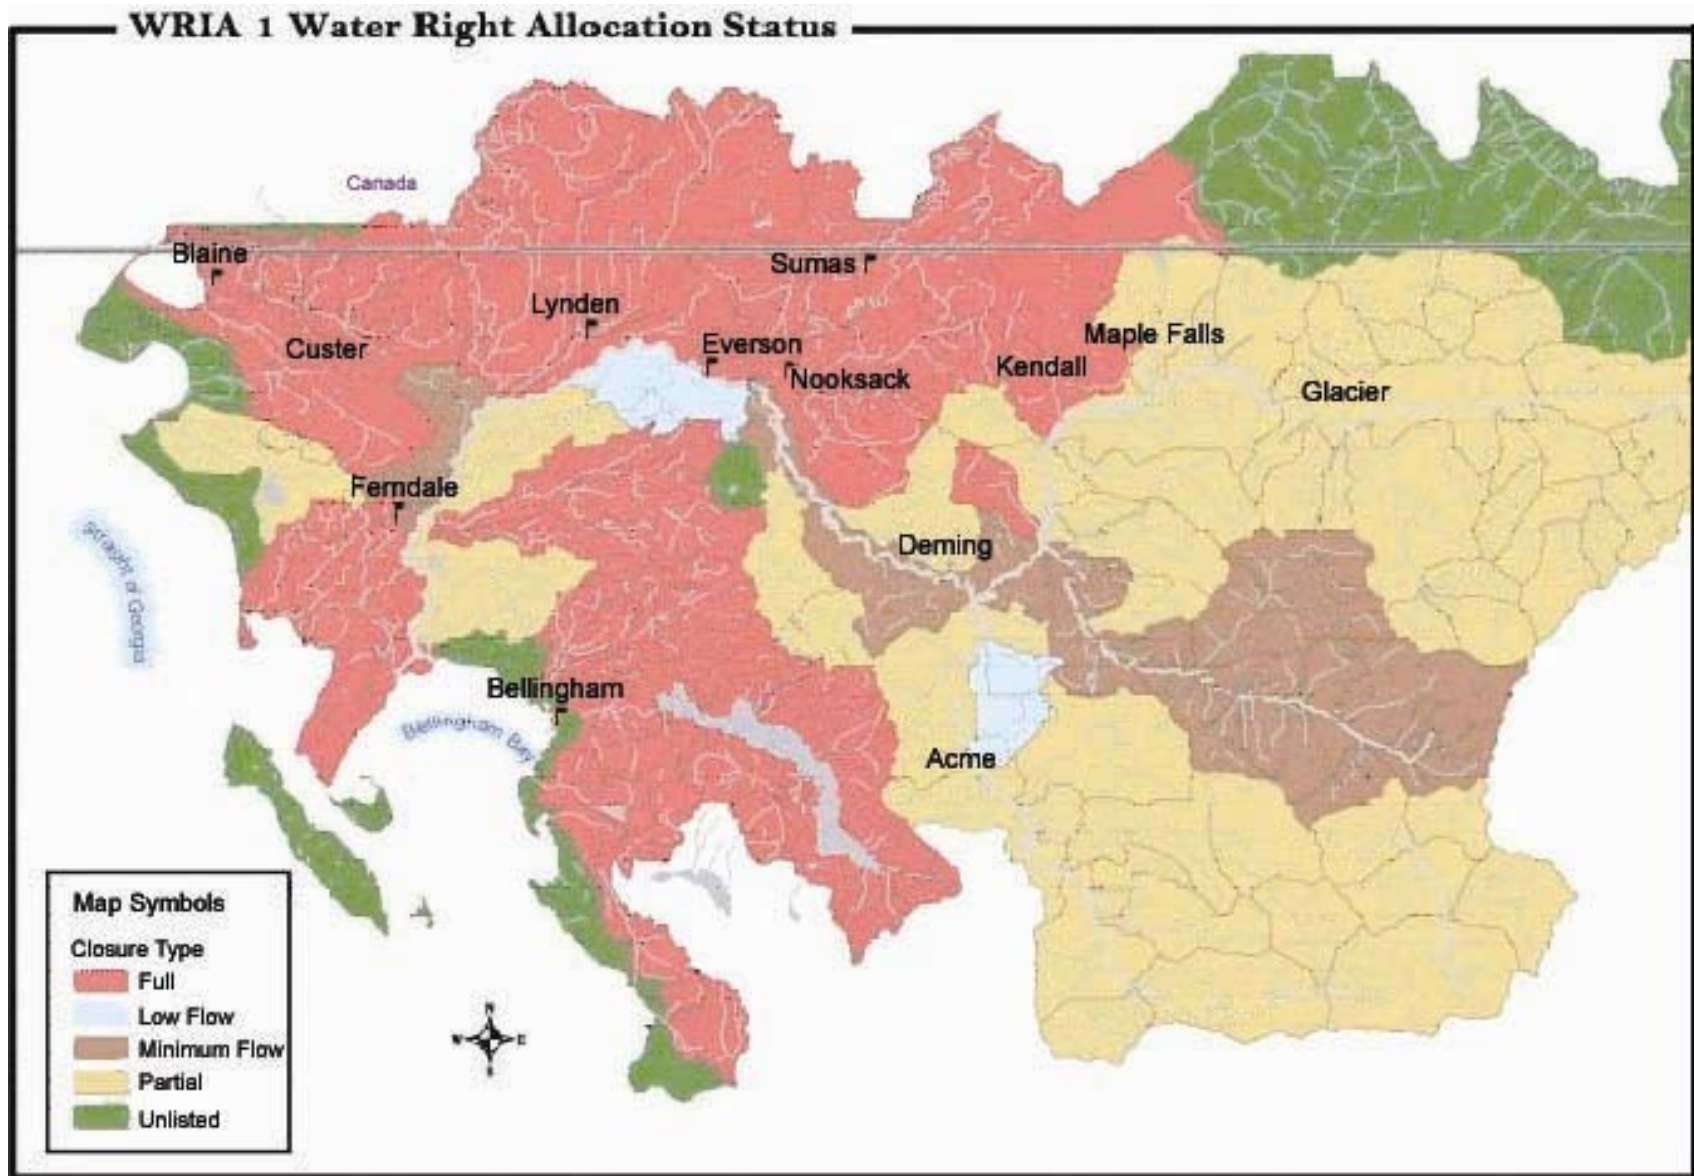 WRIA 1 Water Right Allocation Status
Canada
Blaine
Sumas
Lynden
Custer
Everson
Maple Falls
Nooksack
Kendall
Glacier
Ferndale
Deming
Straight of Georgia
Bellingham
Bellingham Bay
Acme
Map Symbols
Closure Type
Full
Low Flow
Minimum Flow
Partial
Unlisted
N
W E
S